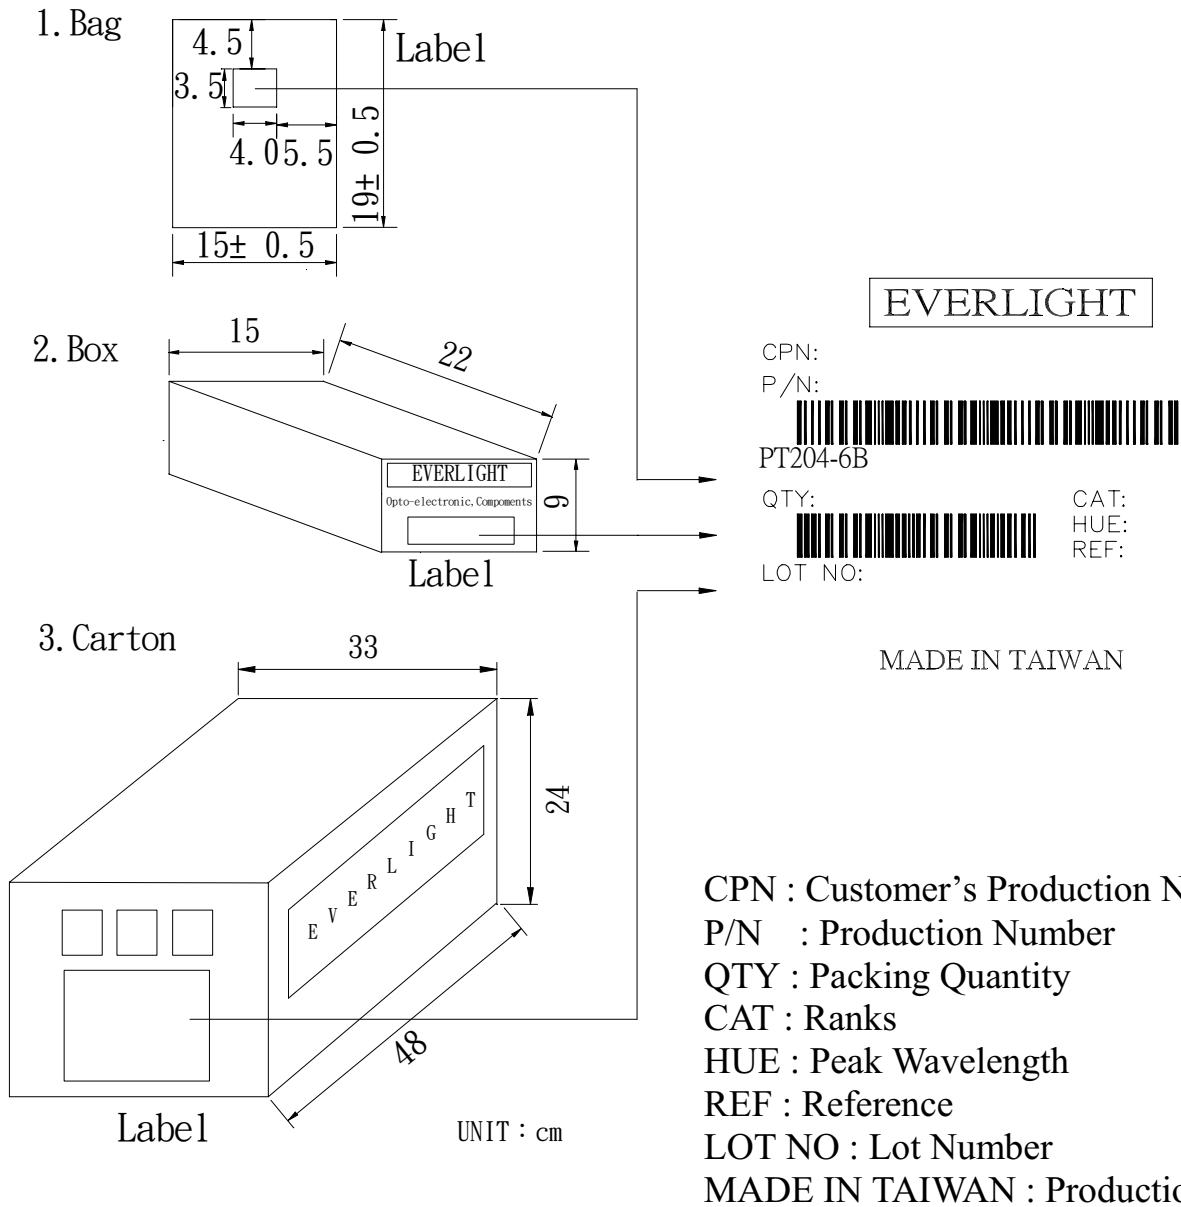 1. Bag
4.5
Label
3.5
4.0 5.5
19± 0.5
15± 0.5
2. Box
15
22
EVERLIGHT
Opto-electronic, Compoments
9
Label
3. Carton
33
24
EVERLIGHT
48
Label
UNIT : cm
EVERLIGHT
CPN:
P/N:
PT204-6B
QTY:
CAT:
HUE:
REF:
LOT NO:
MADE IN TAIWAN
CPN : Customer’s Production N
P/N : Production Number
QTY : Packing Quantity
CAT : Ranks
HUE : Peak Wavelength
REF : Reference
LOT NO : Lot Number
MADE IN TAIWAN : Productio